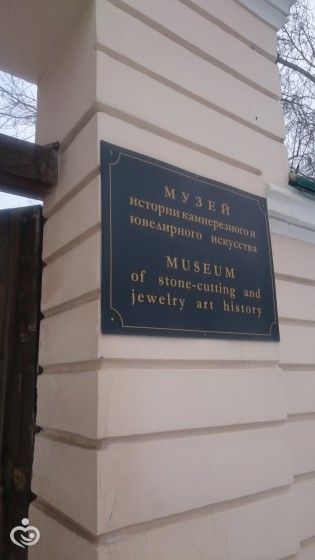 МУЗЕЙ
истории камнерезного и
ювелирного искусства
MUSEUM
of stone-cutting and
jewelry art history